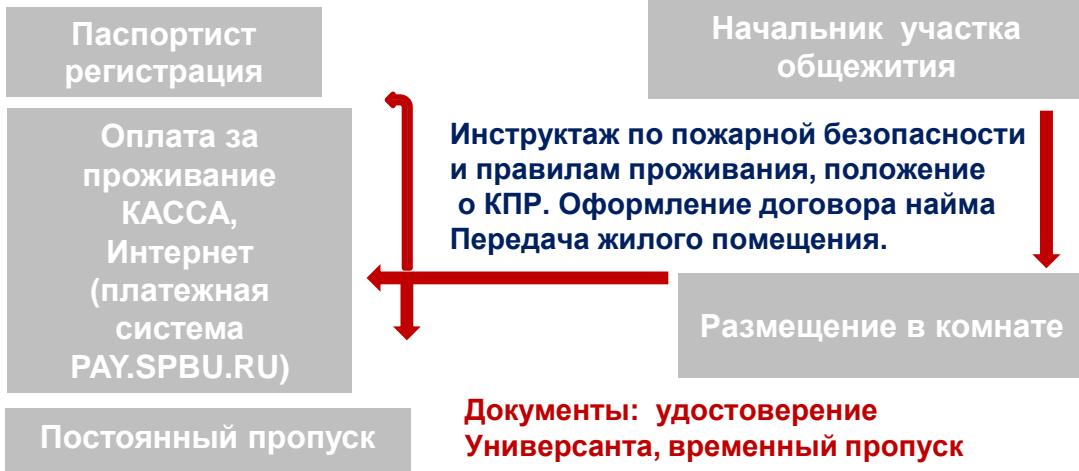 Паспортист
регистрация
Начальник участка
общежития
Оплата за
проживание
КАССА,
Интернет
(платежная
система
PAY.SPBU.RU)
Инструктаж по пожарной безопасности
и правилам проживания, положение
о КПР. Оформление договора найма
Передача жилого помещения.
Размещение в комнате
Постоянный пропуск
Документы: удостоверение
Универсанта, временный пропуск